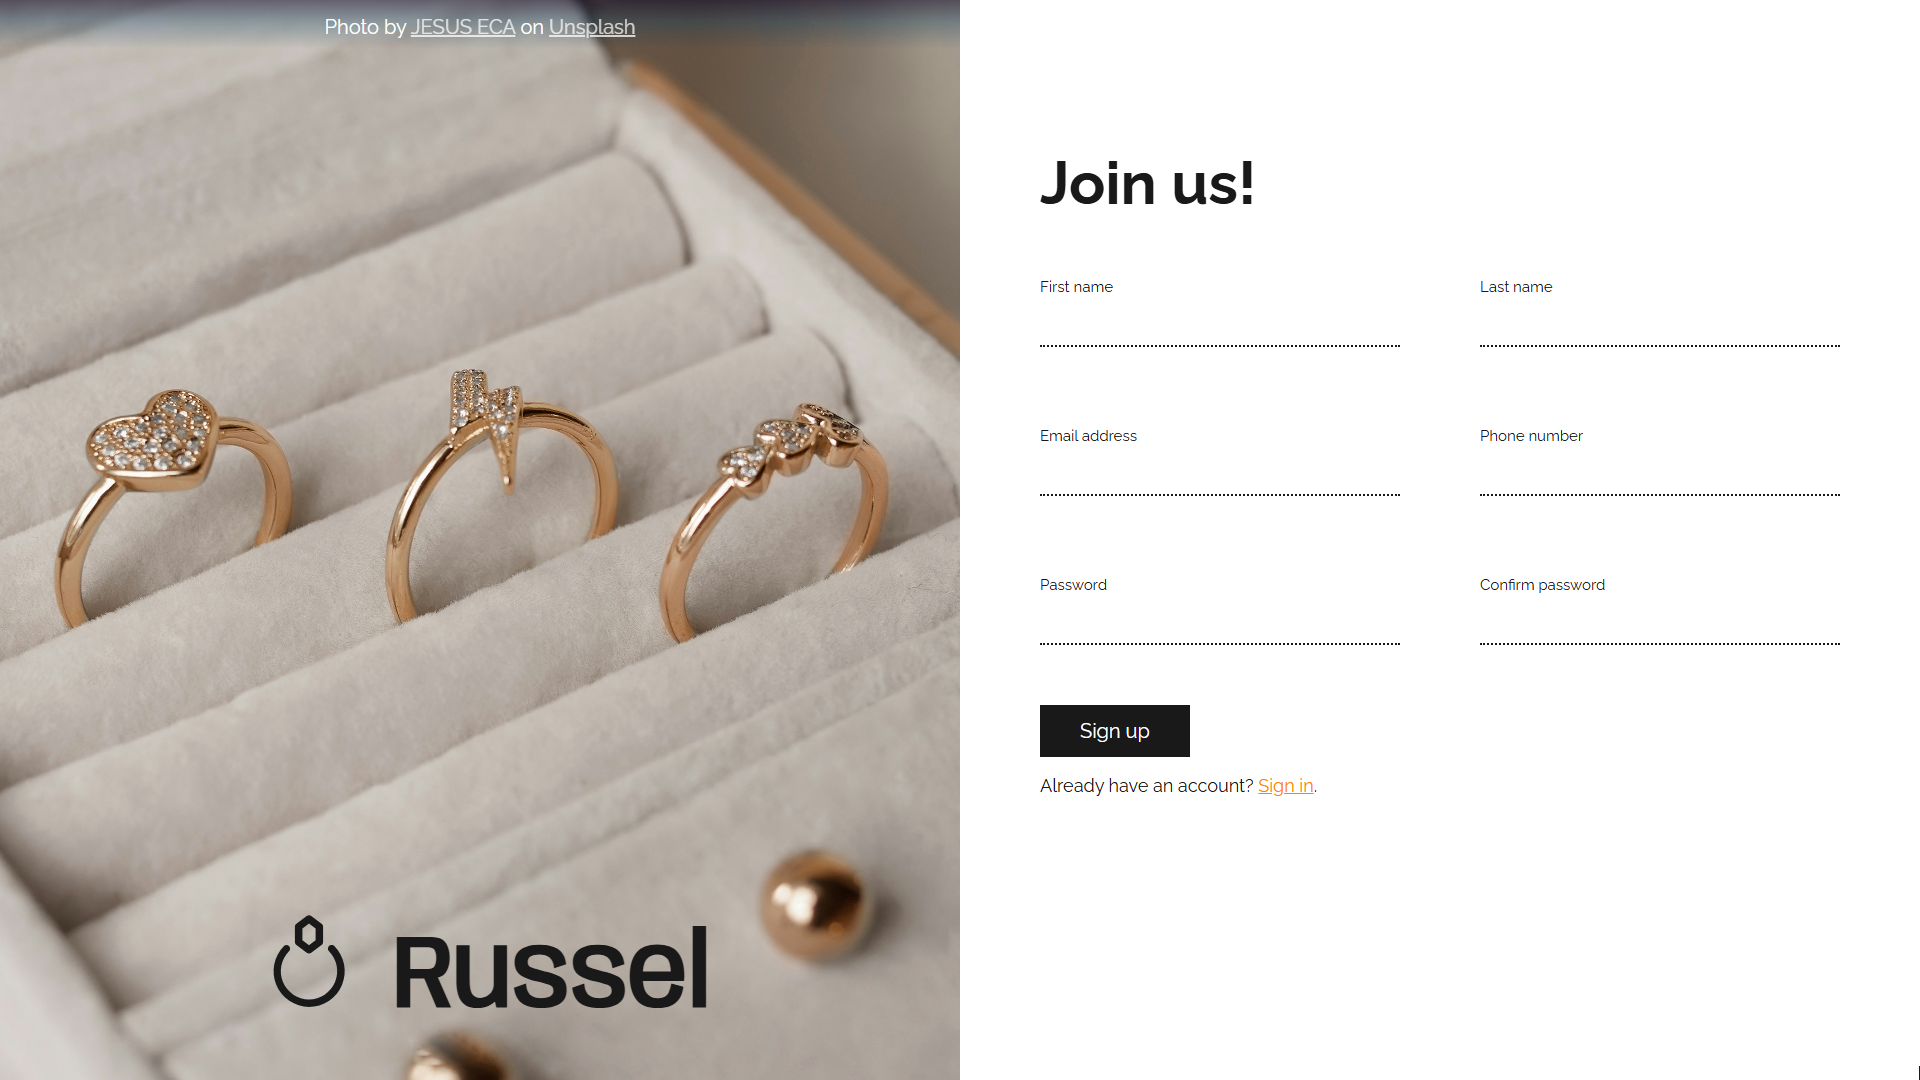 Photo by JESUS ECA on Unsplash
Russel
Join us!
First name
Last name
Email address
Phone number
Password
Confirm password
Sign up
Already have an account? Sign in.